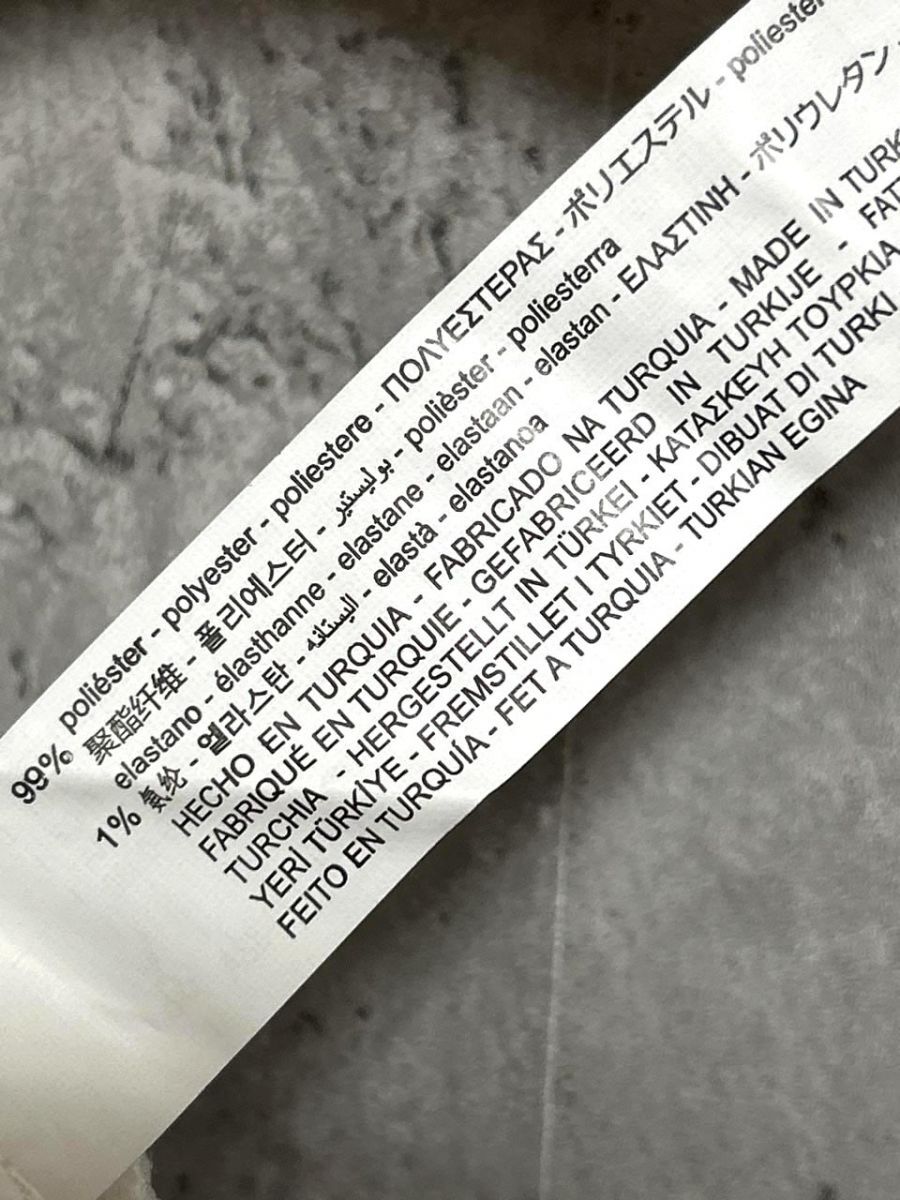 99% poliéster - polyester - poliestere - ΠΟΛΥΕΣΤΕΡΑΣ - ポリエステル - poliester
聚酯纤维 - 폴리에스터 - بوليستير - polièster - poliesterra
elastano - élasthanne - elastane - elastaan - elastan - ΕΛΑΣΤΙΝΗ - ポリウレタン -
1% 氨纶 - 엘라스탄 - اليستافه - elastà - elastanoa
HECHO EN TURQUIA - FABRICADO NA TURQUIA - MADE IN
FABRIQUÉ EN TURQUIE - GEFABRICEERD IN TURKIJE -
TURCHIA - HERGESTELLT IN TÜRKEI - ΚΑΤΑΣΚΕΥΗ ΤΟΥΡΚΙΑ
YERİ TÜRKİYE - FREMSTILLET I TYRKIET - DIBUAT DI TURKI
FEITO EN TURQUÍA - FET A TURQUIA - TURKIAN EGINA